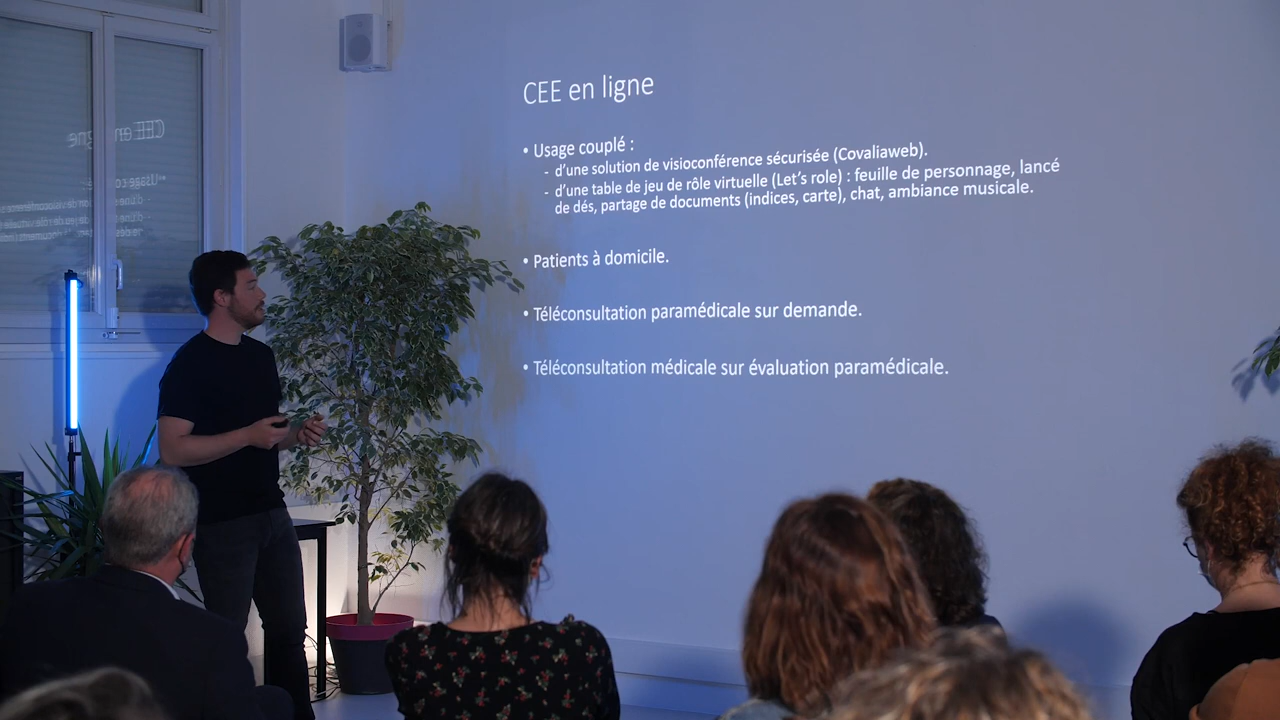 CEE en ligne
• Usage couplé :
- d'une solution de visioconférence sécurisée (Covaliaweb).
- d'une table de jeu de rôle virtuelle (Let's role) : feuille de personnage, lancé
de dés, partage de documents (indices, carte), chat, ambiance musicale.
• Patients à domicile.
• Téléconsultation paramédicale sur demande.
• Téléconsultation médicale sur évaluation paramédicale.